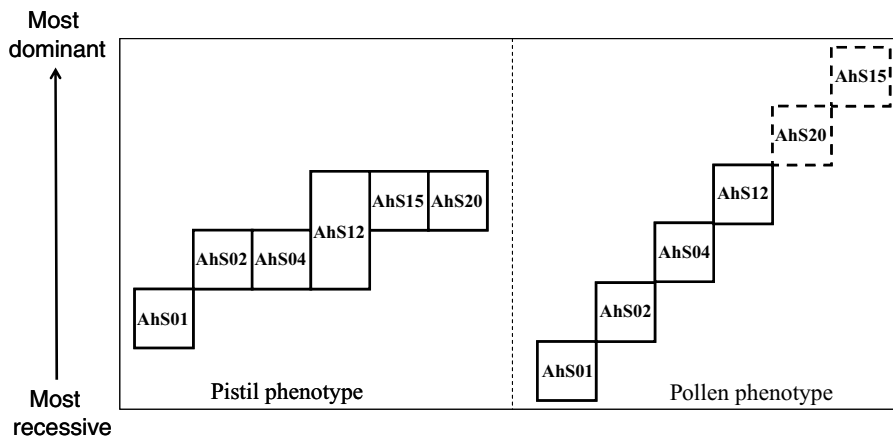 Most
dominant
AhS15
AhS20
AhS12
AhS15 AhS20
AhS12
AhS02 AhS04
AhS04
AhS01
AhS02
AhS01
Pistil phenotype
Pollen phenotype
Most
recessive